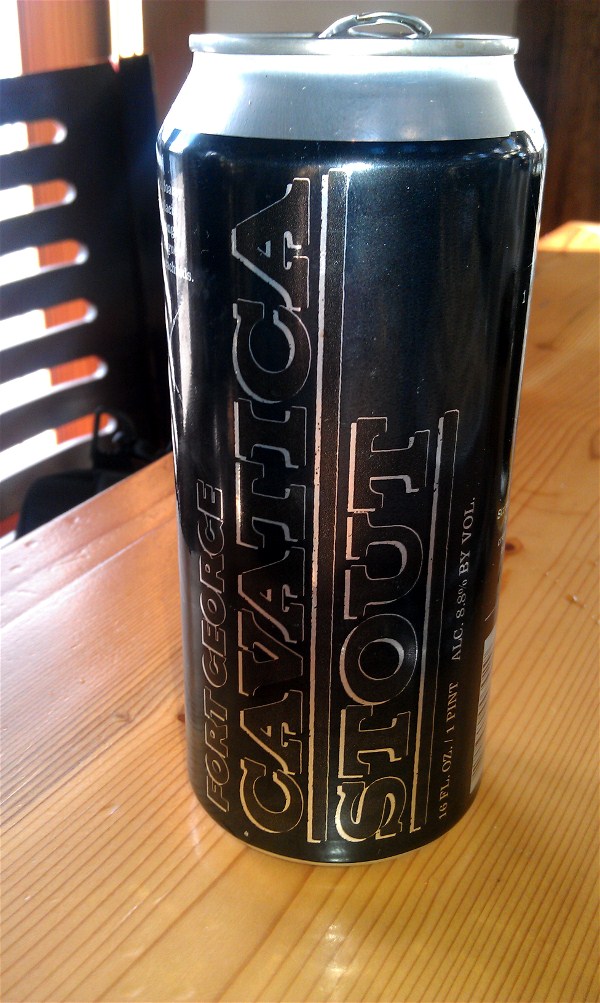 FORT GEORGE
CAVATICA
STOUT
16 FL. OZ. / 1 PINT ALC. 8.8% BY VOL.